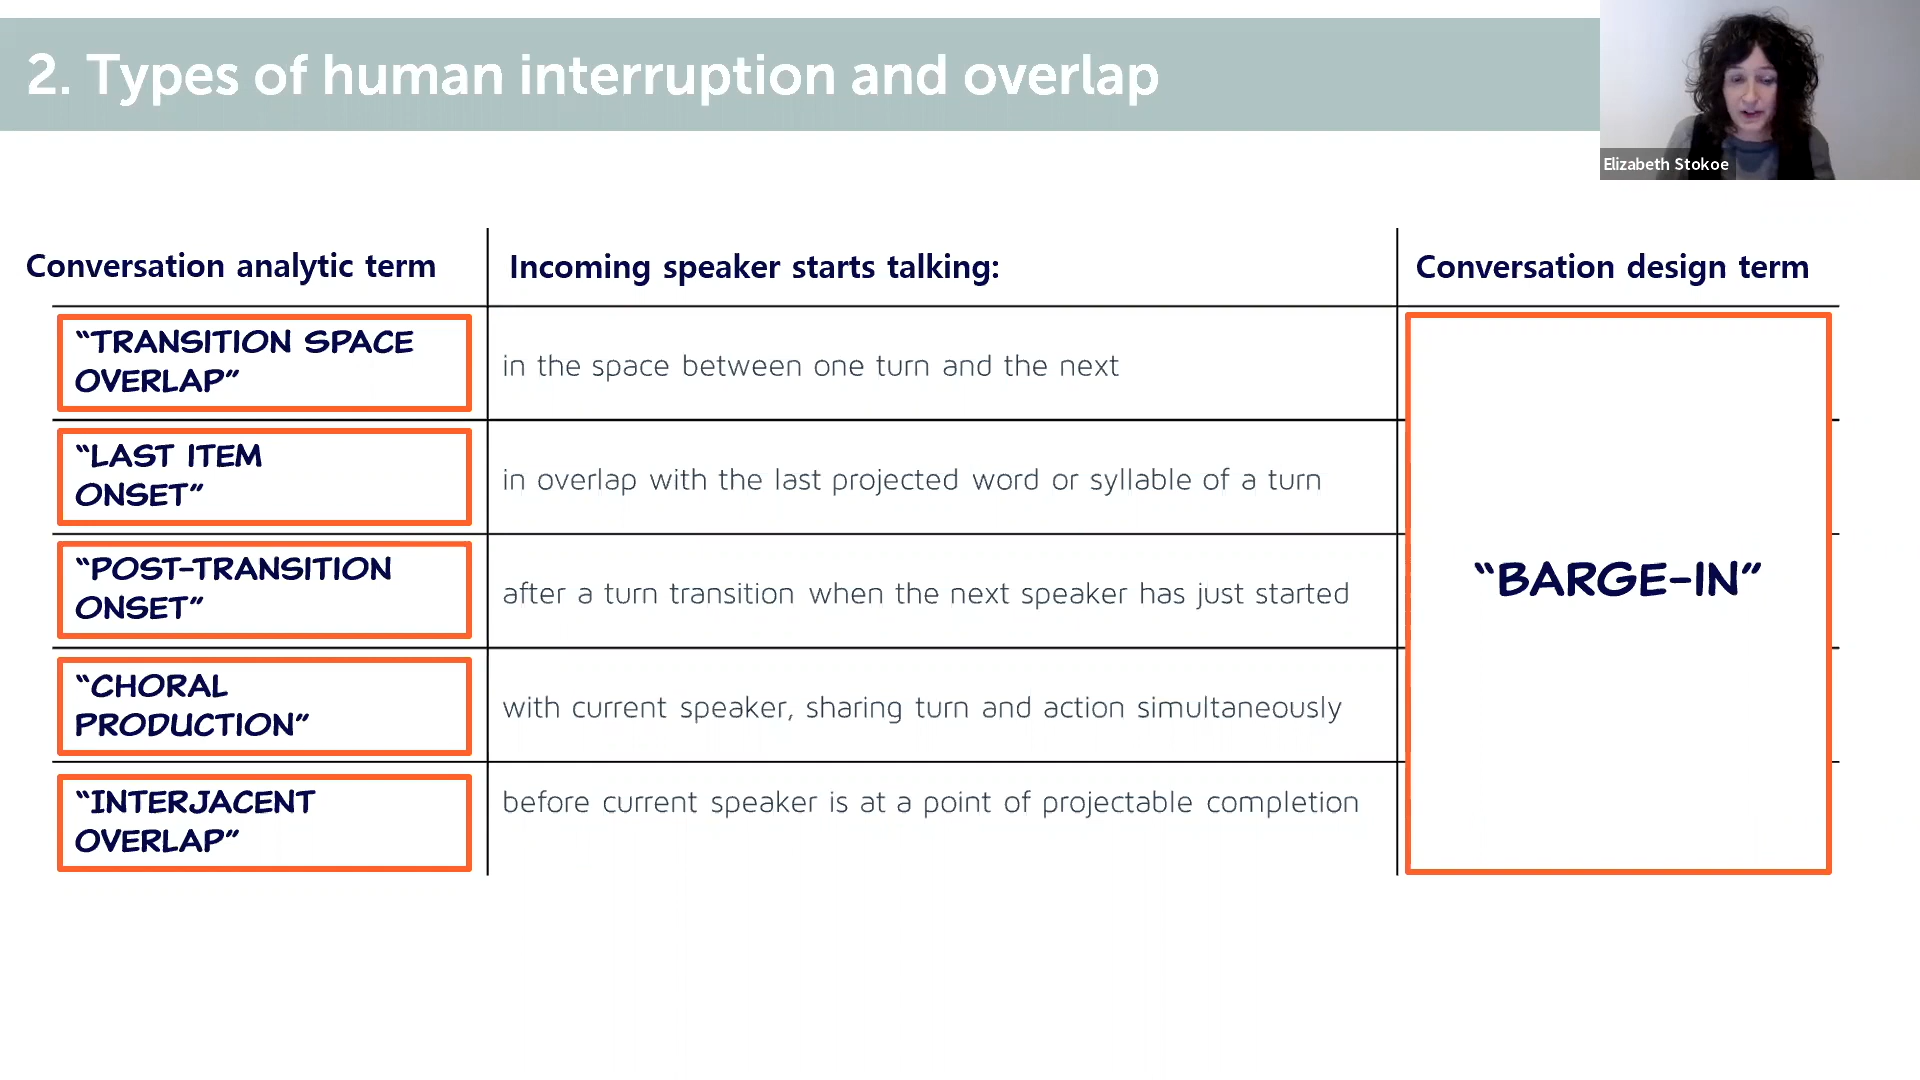 2. Types of human interruption and overlap
Elizabeth Stokoe
Conversation analytic term
Incoming speaker starts talking:
Conversation design term
“TRANSITION SPACE
OVERLAP”
in the space between one turn and the next
“LAST ITEM
ONSET”
in overlap with the last projected word or syllable of a turn
“POST-TRANSITION
ONSET”
after a turn transition when the next speaker has just started
“BARGE-IN”
“CHORAL
PRODUCTION”
with current speaker, sharing turn and action simultaneously
“INTERJACENT
OVERLAP”
before current speaker is at a point of projectable completion